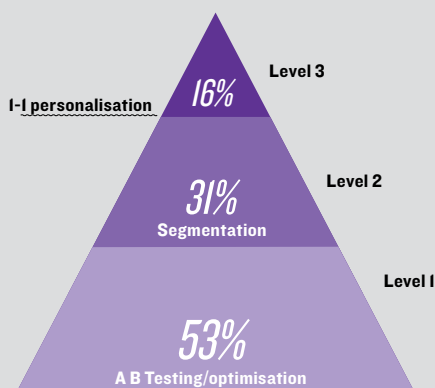 Level 3
16%
1-1 personalisation
Level 2
31%
Segmentation
Level 1
53%
A B Testing/optimisation